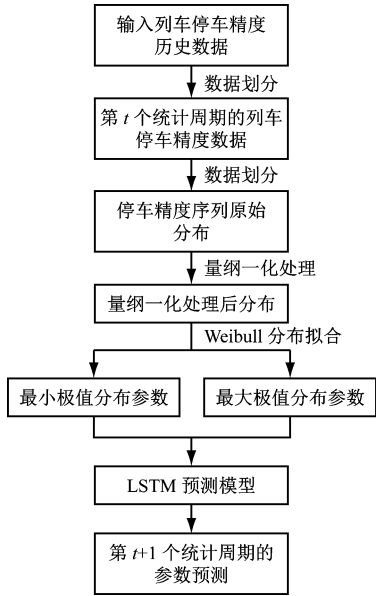 输入列车停车精度
历史数据
数据划分
第 t 个统计周期的列车
停车精度数据
数据划分
停车精度序列原始
分布
量纲一化处理
量纲一化处理后分布
Weibull 分布拟合
最小极值分布参数
最大极值分布参数
LSTM 预测模型
第 t+1 个统计周期的
参数预测